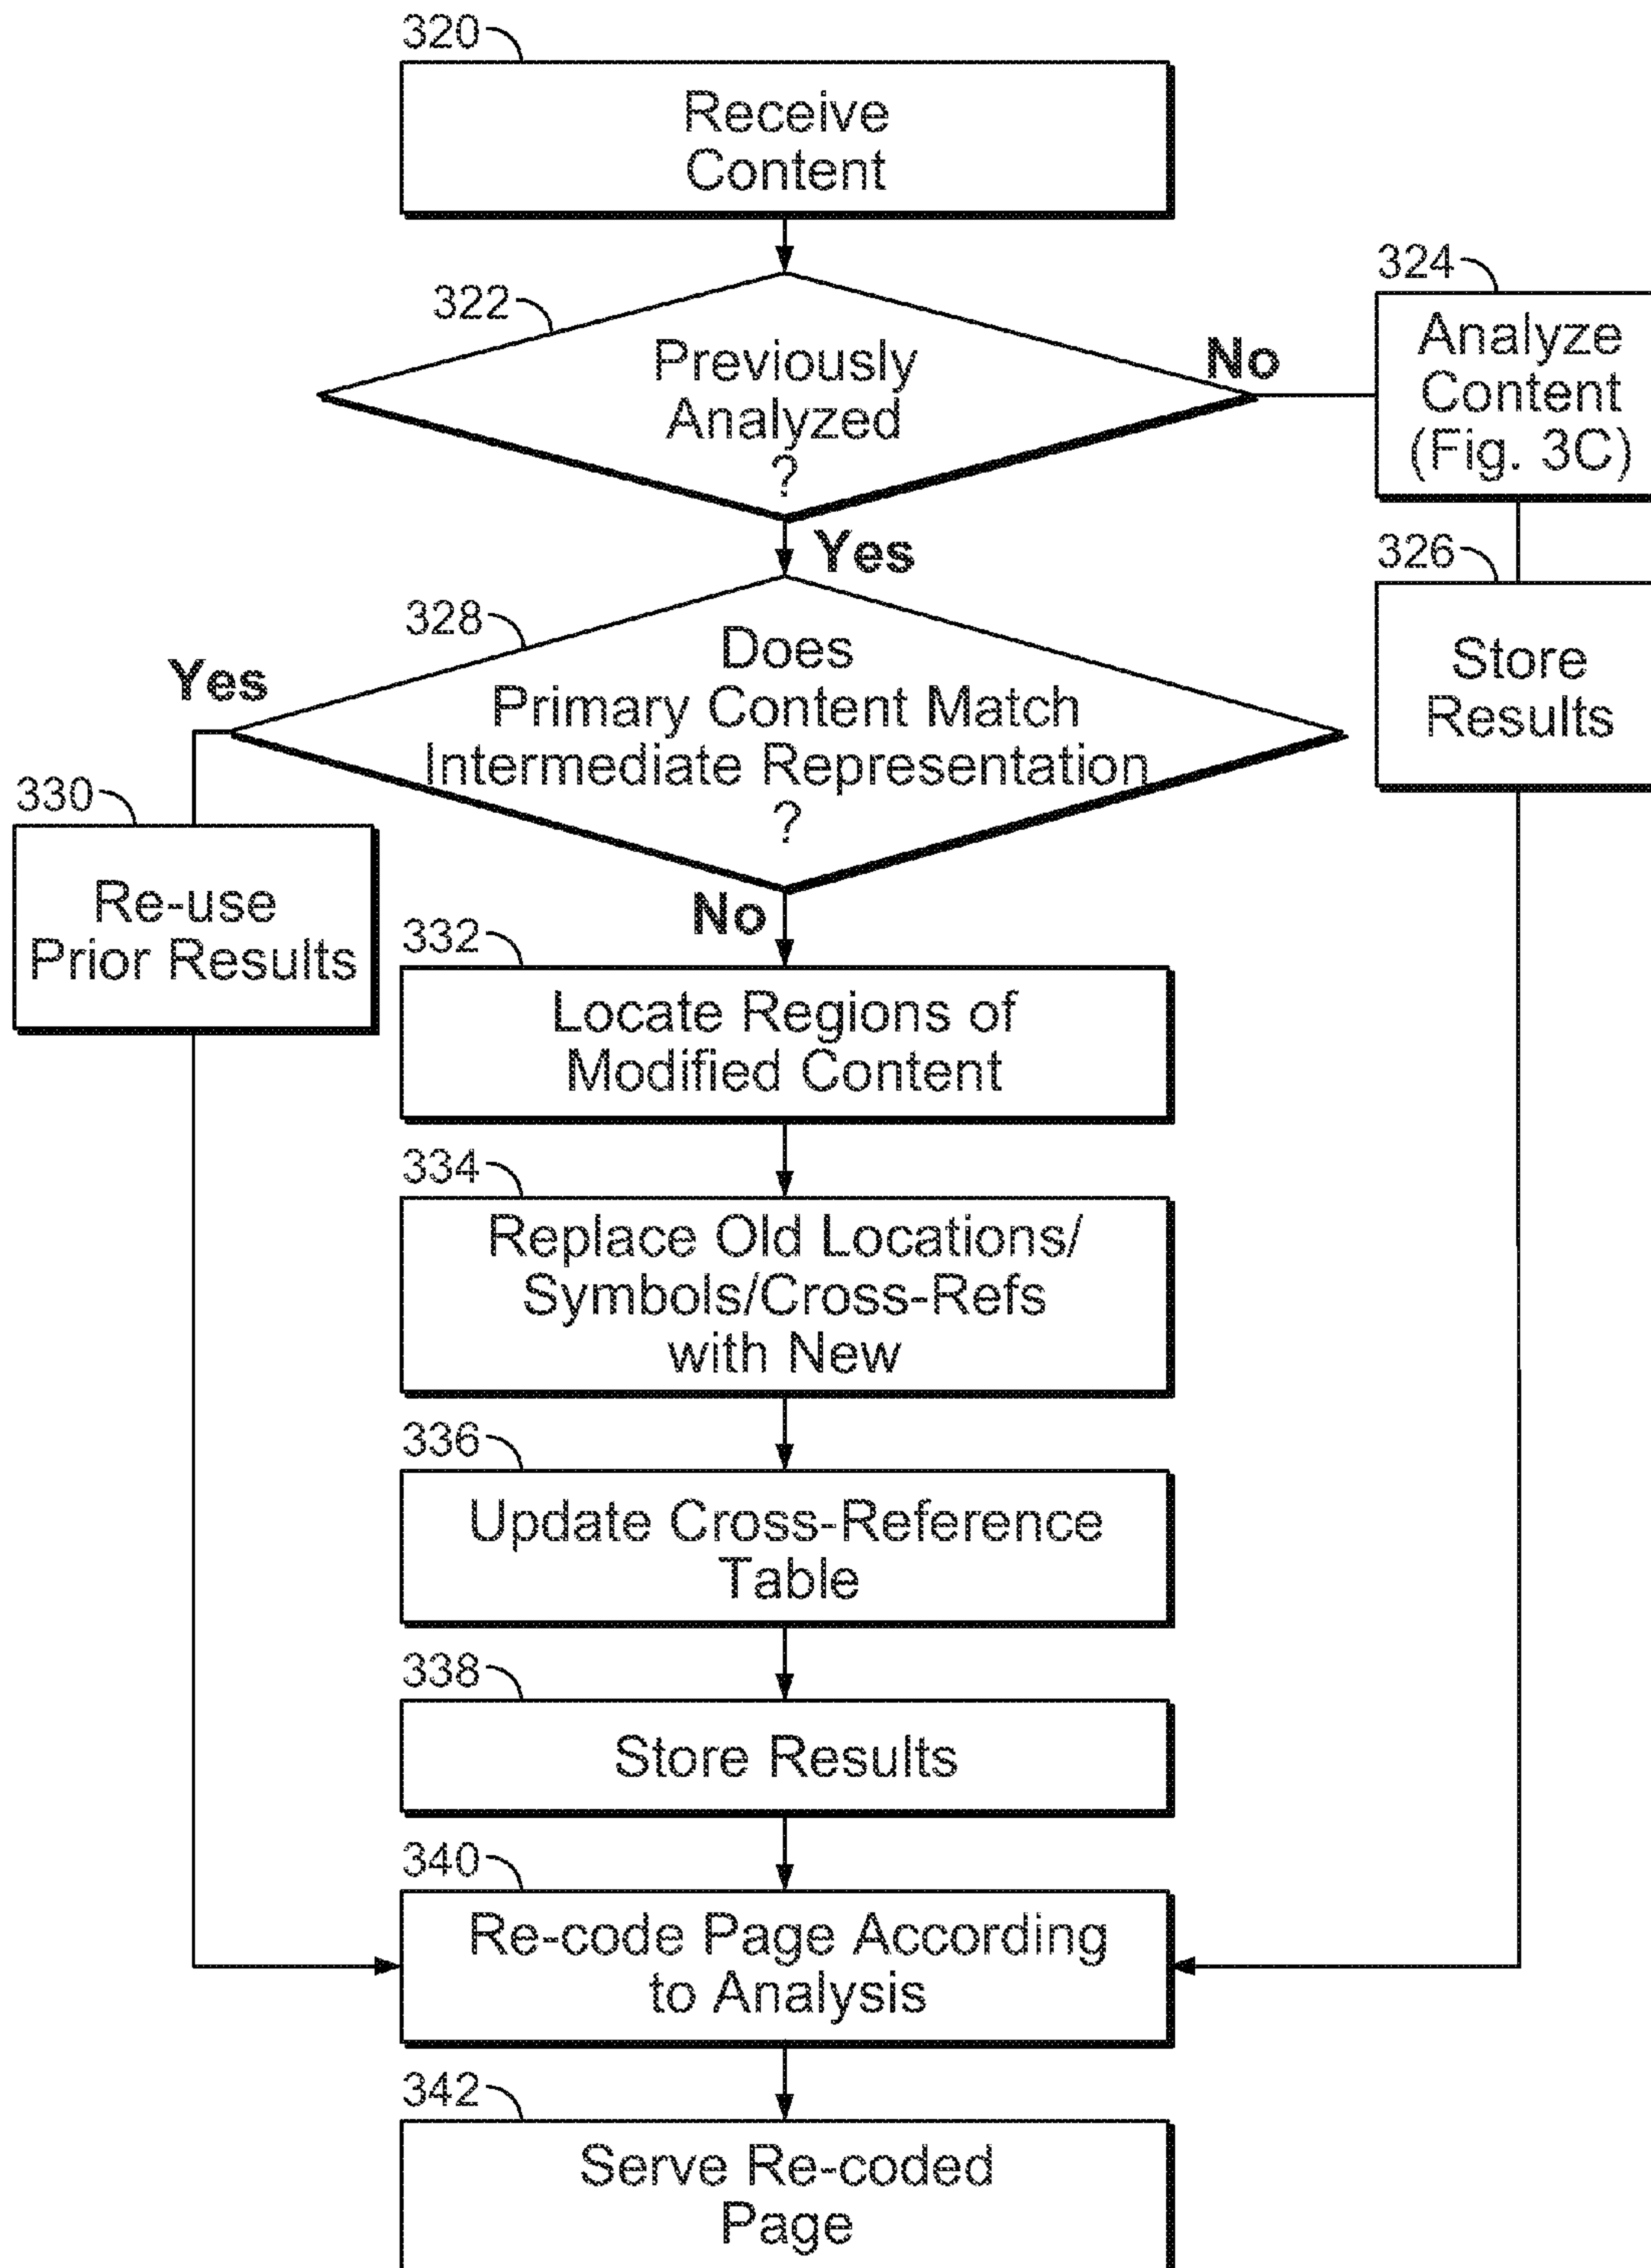 320
Receive
Content
322
Previously
Analyzed
?
No
324
Analyze
Content
(Fig. 3C)
Yes
326
Store
Results
328
Does
Primary Content Match
Intermediate Representation
?
Yes
330
Re-use
Prior Results
No
332
Locate Regions of
Modified Content
334
Replace Old Locations/
Symbols/Cross-Refs
with New
336
Update Cross-Reference
Table
338
Store Results
340
Re-code Page According
to Analysis
342
Serve Re-coded
Page